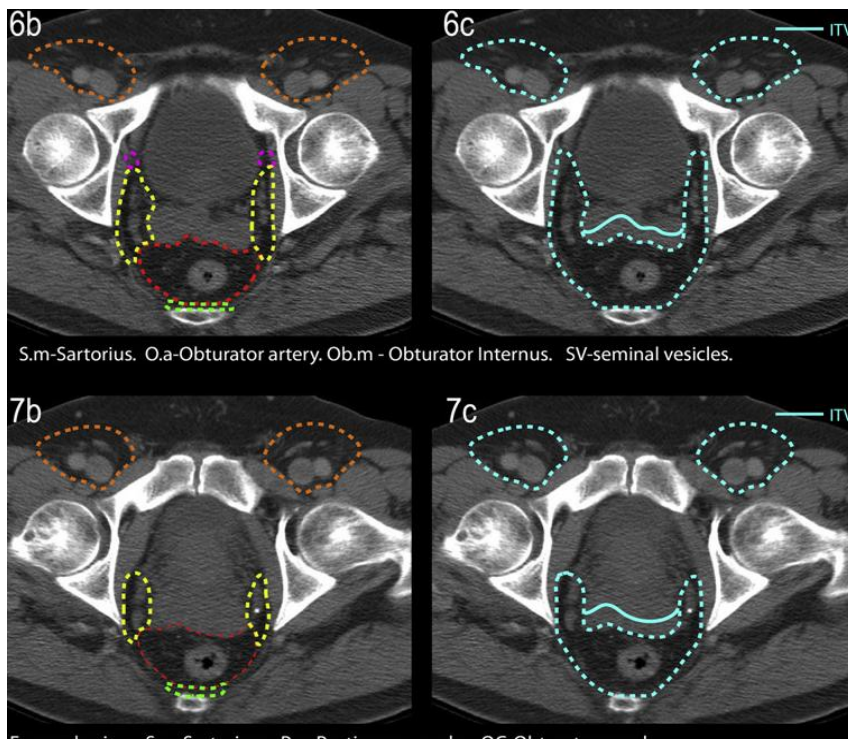 6b
6c
ITV
S.m-Sartorius. O.a-Obturator artery. Ob.m - Obturator Internus. SV-seminal vesicles.
7b
7c
ITV